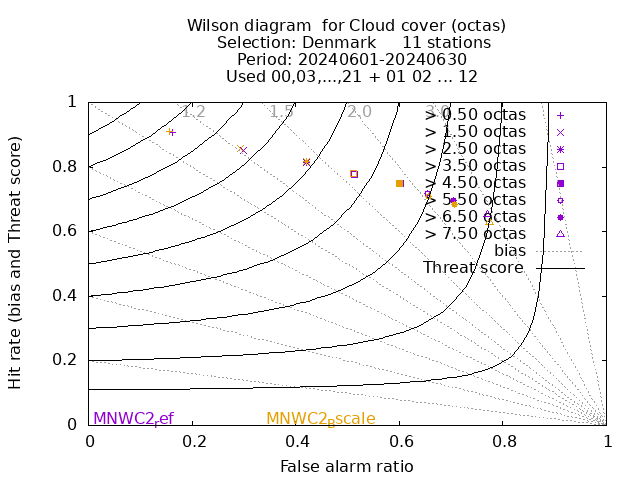 Wilson diagram  for Cloud cover (octas)
Selection: Denmark     11 stations
Period: 20240601-20240630
Used 00,03,...,21 + 01 02 ... 12
Hit rate (bias and Threat score)
1
0.8
0.6
0.4
0.2
0
1.2 1.5 2.0 3.0
> 0.50 octas
> 1.50 octas
> 2.50 octas
> 3.50 octas
> 4.50 octas
> 5.50 octas
> 6.50 octas
> 7.50 octas
bias
Threat score
MNWC2ref MNWC2Bscale
0 0.2 0.4 0.6 0.8 1
False alarm ratio